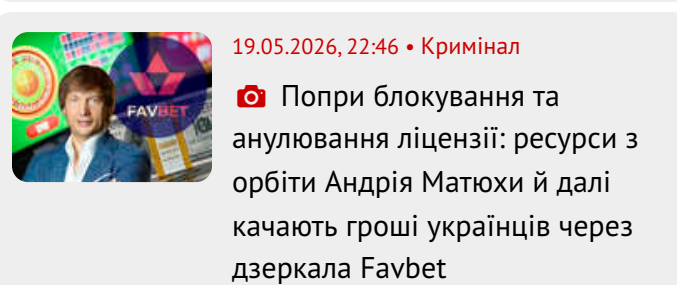 19.05.2026, 22:46 • Кримінал
Попри блокування та
анулювання ліцензії: ресурси з
орбіти Андрія Матюхи й далі
качають гроші українців через
дзеркала Favbet
FAVBET